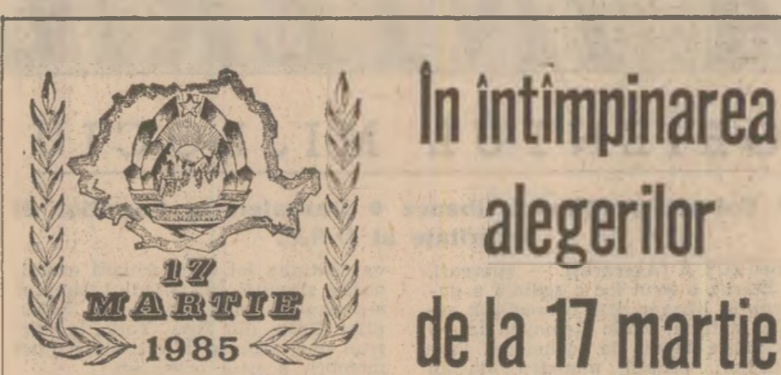 17
MARTIE
1985
În întîmpinarea
alegerilor
de la 17 martie